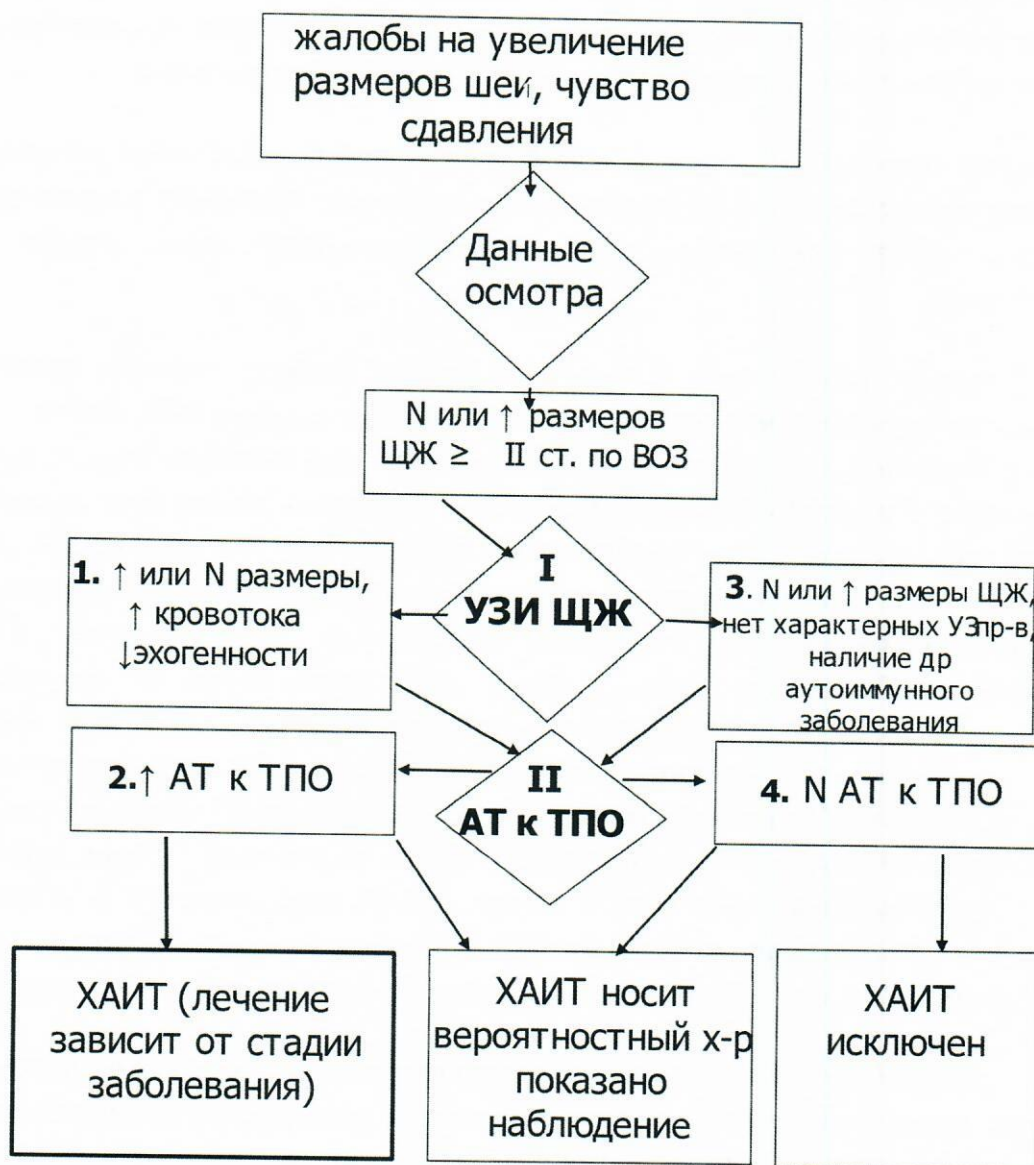 жалобы на увеличение
размеров шеи, чувство
сдавления
Данные
осмотра
N или ↑ размеров
ЩЖ ≥ II ст. по ВОЗ
I
УЗИ ЩЖ
1. ↑ или N размеры,
↑ кровотока
↓эхогенности
3. N или ↑ размеры ЩЖ,
нет характерных УЗпр-в,
наличие др
аутоиммунного
заболевания
II
АТ к ТПО
2.↑ АТ к ТПО
4. N АТ к ТПО
ХАИТ (лечение
зависит от стадии
заболевания)
ХАИТ носит
вероятностный х-р
показано
наблюдение
ХАИТ
исключен